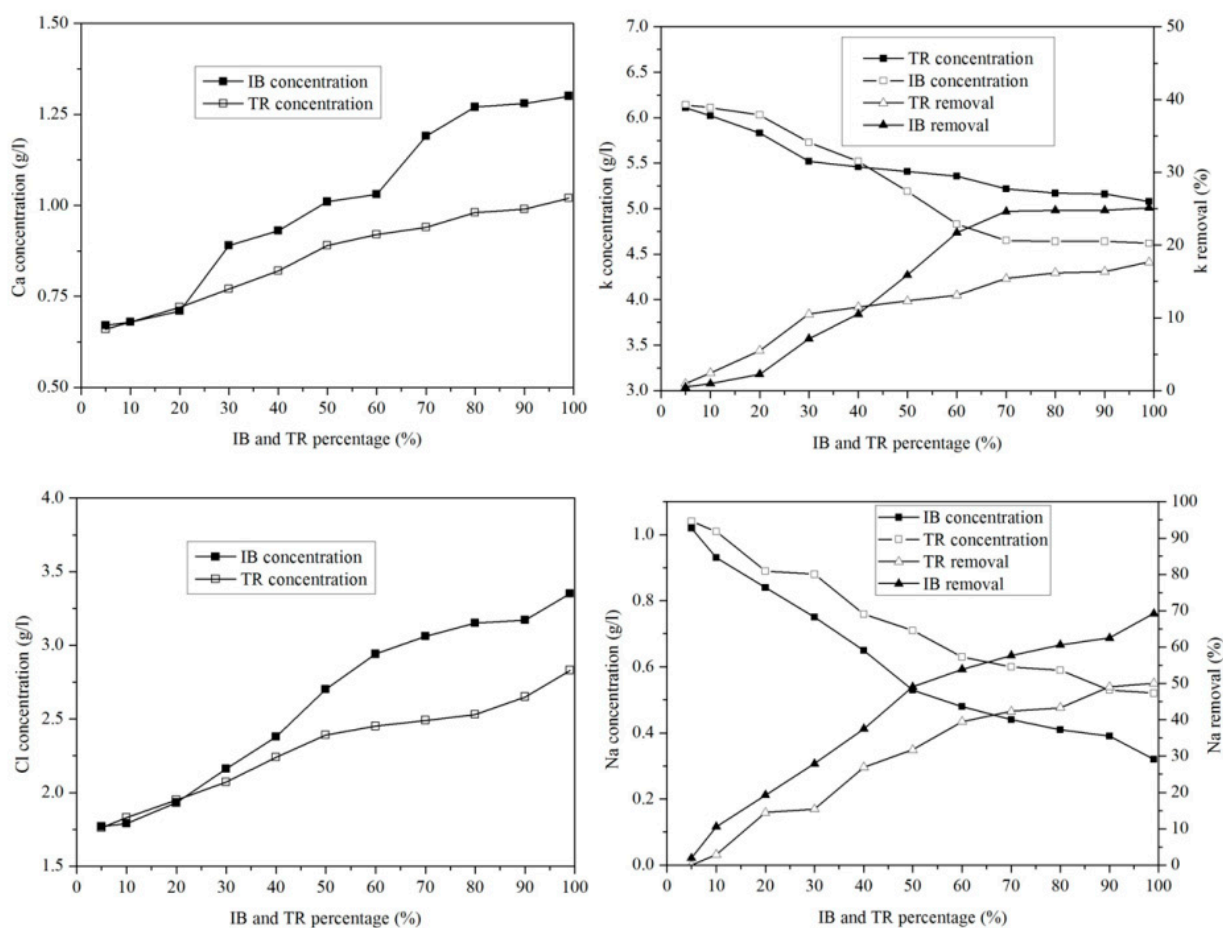 1.50
1.25
1.00
0.75
0.50
Ca concentration (g/l)
IB concentration
TR concentration
0 10 20 30 40 50 60 70 80 90 100
IB and TR percentage (%)
7.0
6.5
6.0
5.5
5.0
4.5
4.0
3.5
3.0
k concentration (g/l)
TR concentration
IB concentration
TR removal
IB removal
50
40
30
20
10
0
k removal (%)
0 10 20 30 40 50 60 70 80 90 100
IB and TR percentage (%)
4.0
3.5
3.0
2.5
2.0
1.5
Cl concentration (g/l)
IB concentration
TR concentration
0 10 20 30 40 50 60 70 80 90 100
IB and TR percentage (%)
1.0
0.8
0.6
0.4
0.2
0.0
Na concentration (g/l)
IB concentration
TR concentration
TR removal
IB removal
100
90
80
70
60
50
40
30
20
10
0
Na removal (%)
0 10 20 30 40 50 60 70 80 90 100
IB and TR percentage (%)